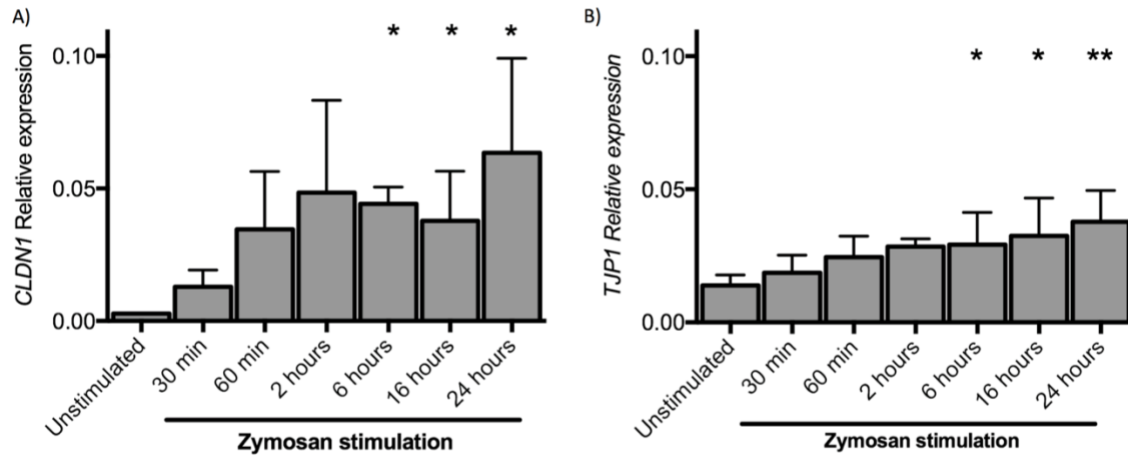 A)
CLDN1 Relative expression
0.10
0.05
0.00
* * *
Unstimulated
30 min
60 min
2 hours
6 hours
16 hours
24 hours
Zymosan stimulation
B)
TJP1 Relative expression
0.10
0.05
0.00
* * **
Unstimulated
30 min
60 min
2 hours
6 hours
16 hours
24 hours
Zymosan stimulation